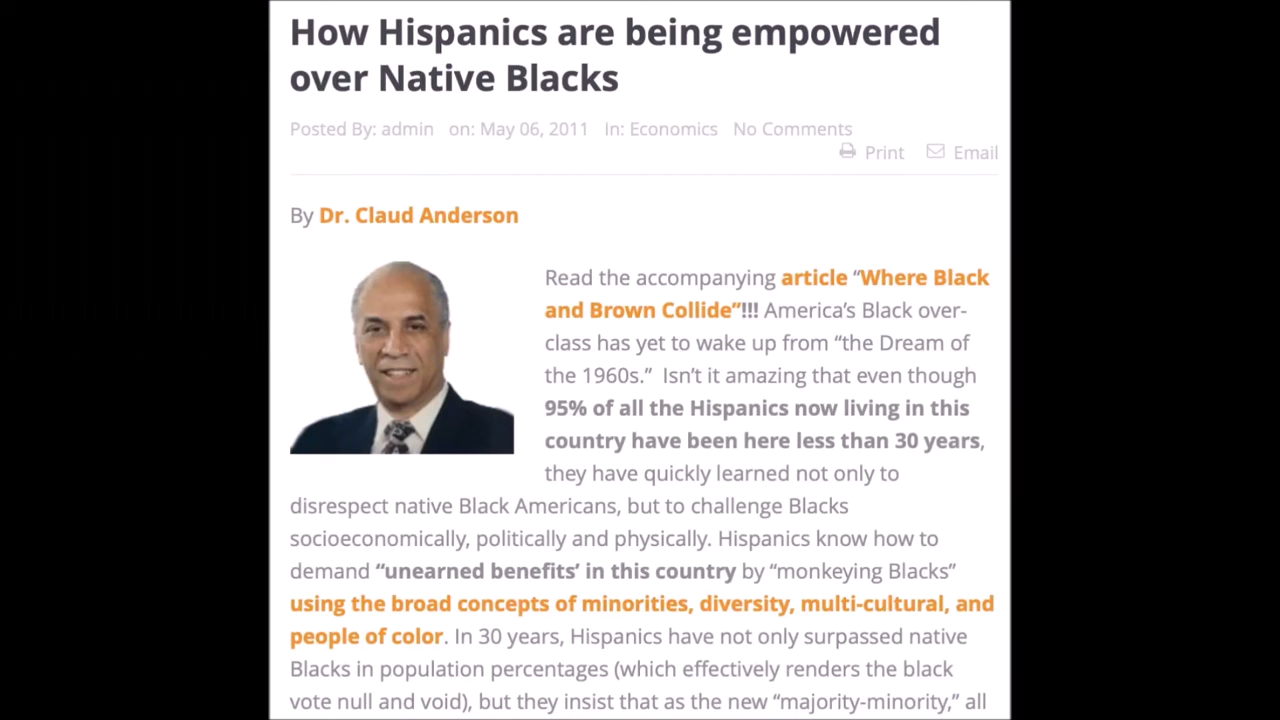 How Hispanics are being empowered
over Native Blacks
Posted By: admin on: May 06, 2011 In: Economics No Comments
Print Email
By Dr. Claud Anderson
Read the accompanying article “Where Black
and Brown Collide”!!! America’s Black over-
class has yet to wake up from “the Dream of
the 1960s.” Isn’t it amazing that even though
95% of all the Hispanics now living in this
country have been here less than 30 years,
they have quickly learned not only to
disrespect native Black Americans, but to challenge Blacks
socioeconomically, politically and physically. Hispanics know how to
demand “unearned benefits’ in this country by “monkeying Blacks”
using the broad concepts of minorities, diversity, multi-cultural, and
people of color. In 30 years, Hispanics have not only surpassed native
Blacks in population percentages (which effectively renders the black
vote null and void), but they insist that as the new “majority-minority,” all